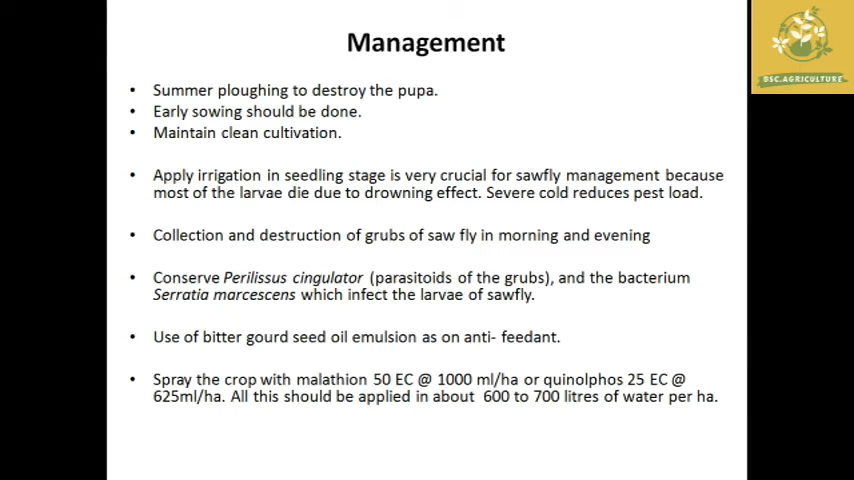 Management
BSC.AGRICULTURE
• Summer ploughing to destroy the pupa.
• Early sowing should be done.
• Maintain clean cultivation.
• Apply irrigation in seedling stage is very crucial for sawfly management because
most of the larvae die due to drowning effect. Severe cold reduces pest load.
• Collection and destruction of grubs of saw fly in morning and evening
• Conserve Perilissus cingulator (parasitoids of the grubs), and the bacterium
Serratia marcescens which infect the larvae of sawfly.
• Use of bitter gourd seed oil emulsion as on anti- feedant.
• Spray the crop with malathion 50 EC @ 1000 ml/ha or quinolphos 25 EC @
625ml/ha. All this should be applied in about  600 to 700 litres of water per ha.